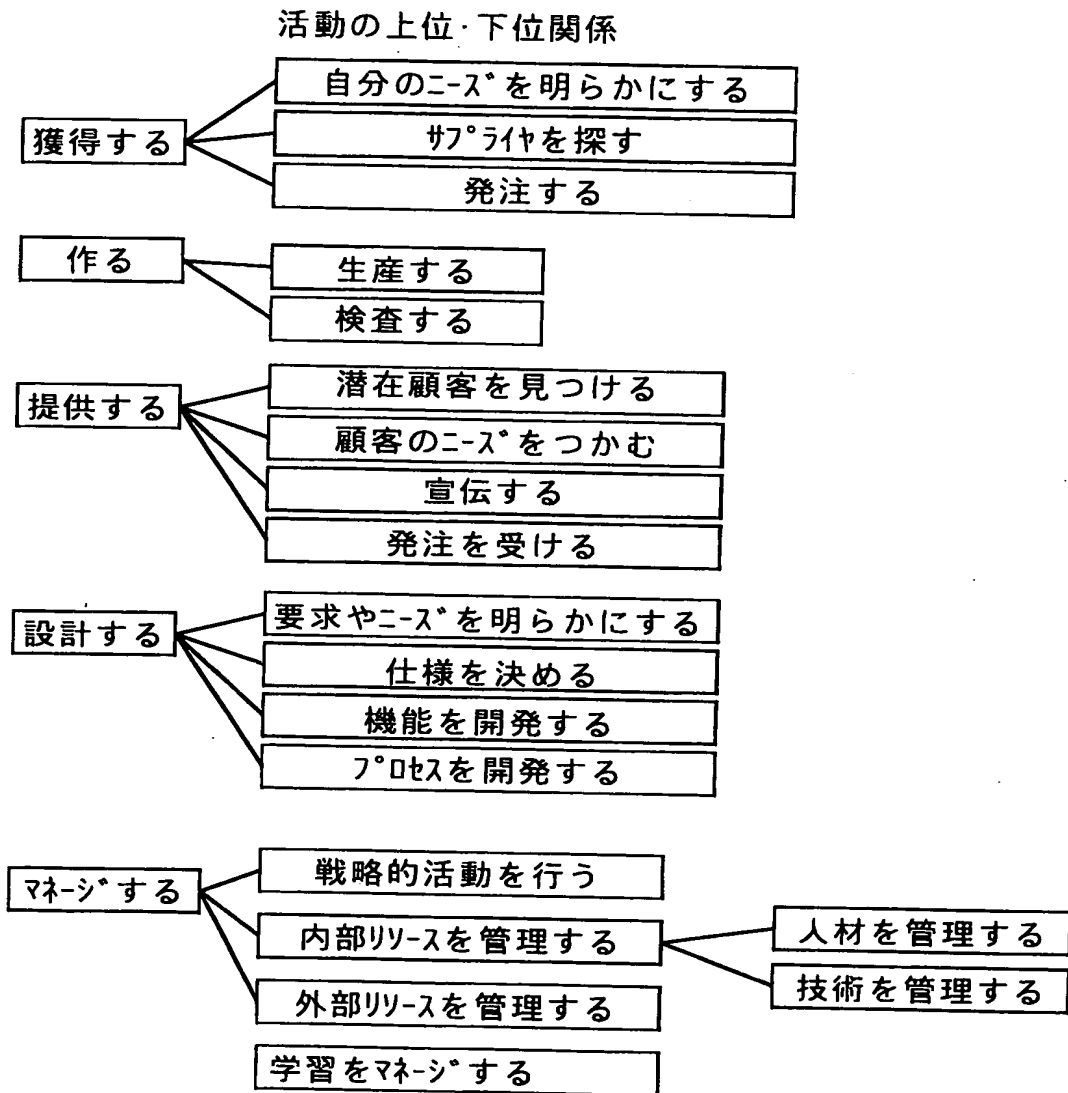 活動の上位・下位関係
自分のﾆｰｽﾞを明らかにする
獲得する
ｻﾌﾟﾗｲﾔを探す
発注する
作る
生産する
検査する
潜在顧客を見つける
提供する
顧客のﾆｰｽﾞをつかむ
宣伝する
発注を受ける
要求やﾆｰｽﾞを明らかにする
設計する
仕様を決める
機能を開発する
ﾌﾟﾛｾｽを開発する
戦略的活動を行う
ﾏﾈｰｼﾞする
内部ﾘｿｰｽを管理する
人材を管理する
技術を管理する
外部ﾘｿｰｽを管理する
学習をﾏﾈｰｼﾞする